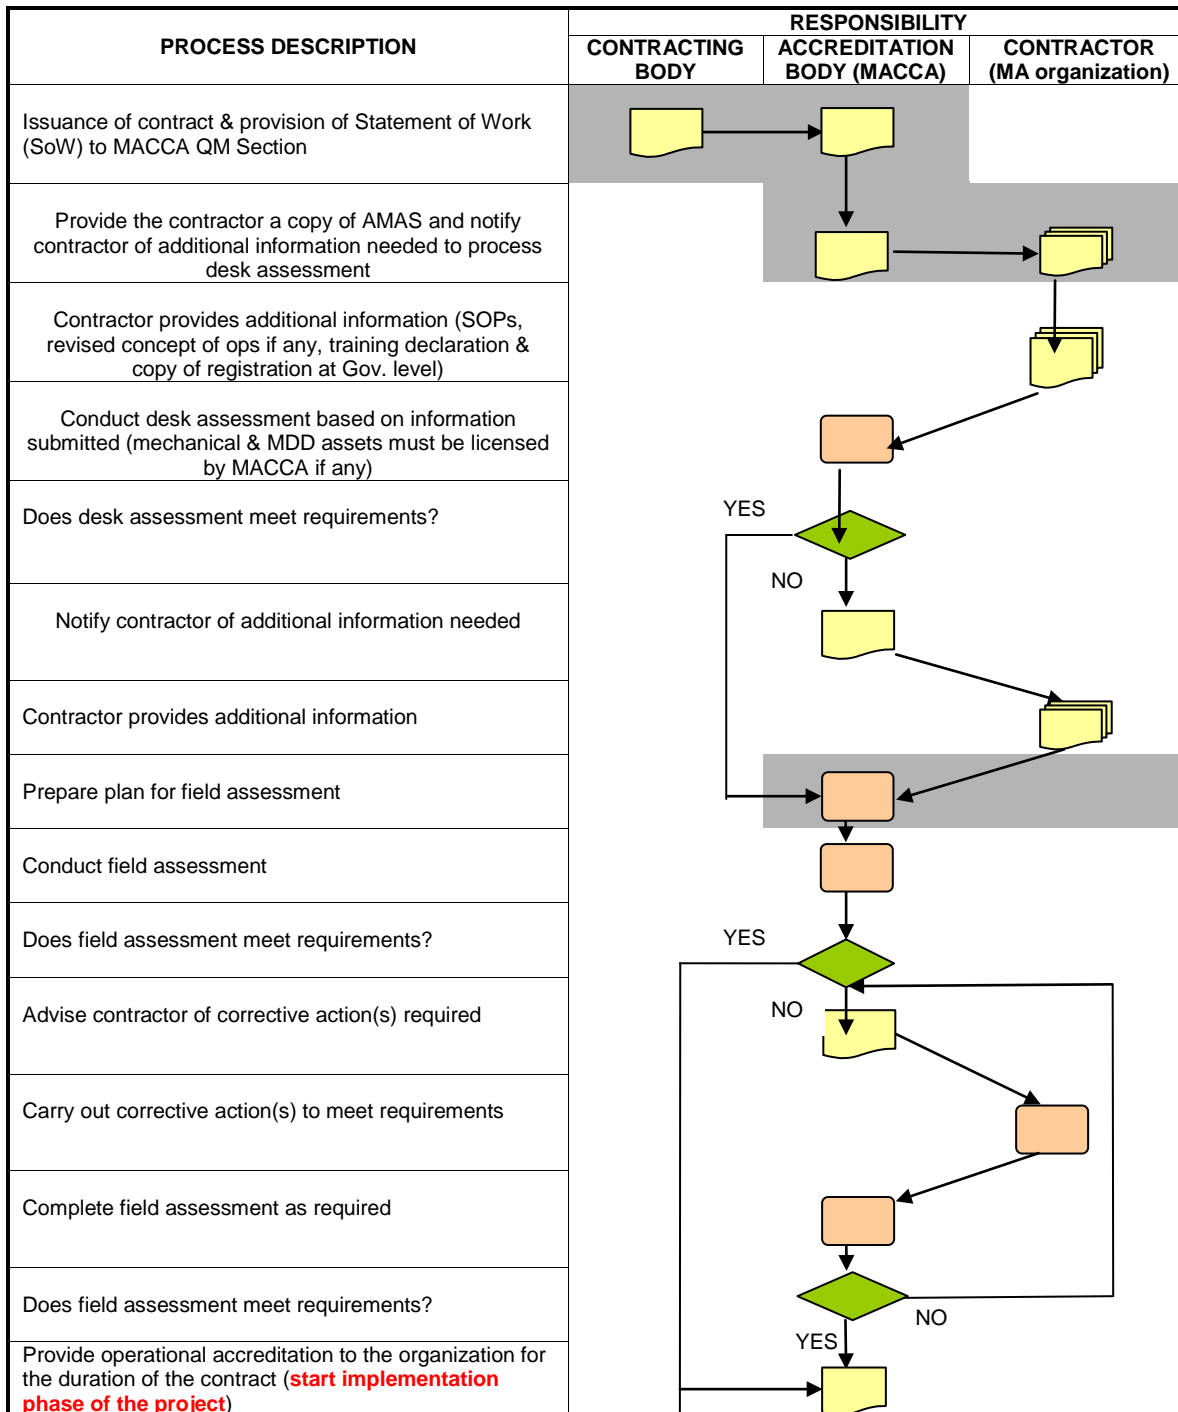 PROCESS DESCRIPTION
RESPONSIBILITY
CONTRACTING
BODY
ACCREDITATION
BODY (MACCA)
CONTRACTOR
(MA organization)
Issuance of contract & provision of Statement of Work
(SoW) to MACCA QM Section
Provide the contractor a copy of AMAS and notify
contractor of additional information needed to process
desk assessment
Contractor provides additional information (SOPs,
revised concept of ops if any, training declaration &
copy of registration at Gov. level)
Conduct desk assessment based on information
submitted (mechanical & MDD assets must be licensed
by MACCA if any)
Does desk assessment meet requirements?
YES
NO
Notify contractor of additional information needed
Contractor provides additional information
Prepare plan for field assessment
Conduct field assessment
Does field assessment meet requirements?
YES
Advise contractor of corrective action(s) required
NO
Carry out corrective action(s) to meet requirements
Complete field assessment as required
Does field assessment meet requirements?
NO
YES
Provide operational accreditation to the organization for
the duration of the contract (start implementation
phase of the project)